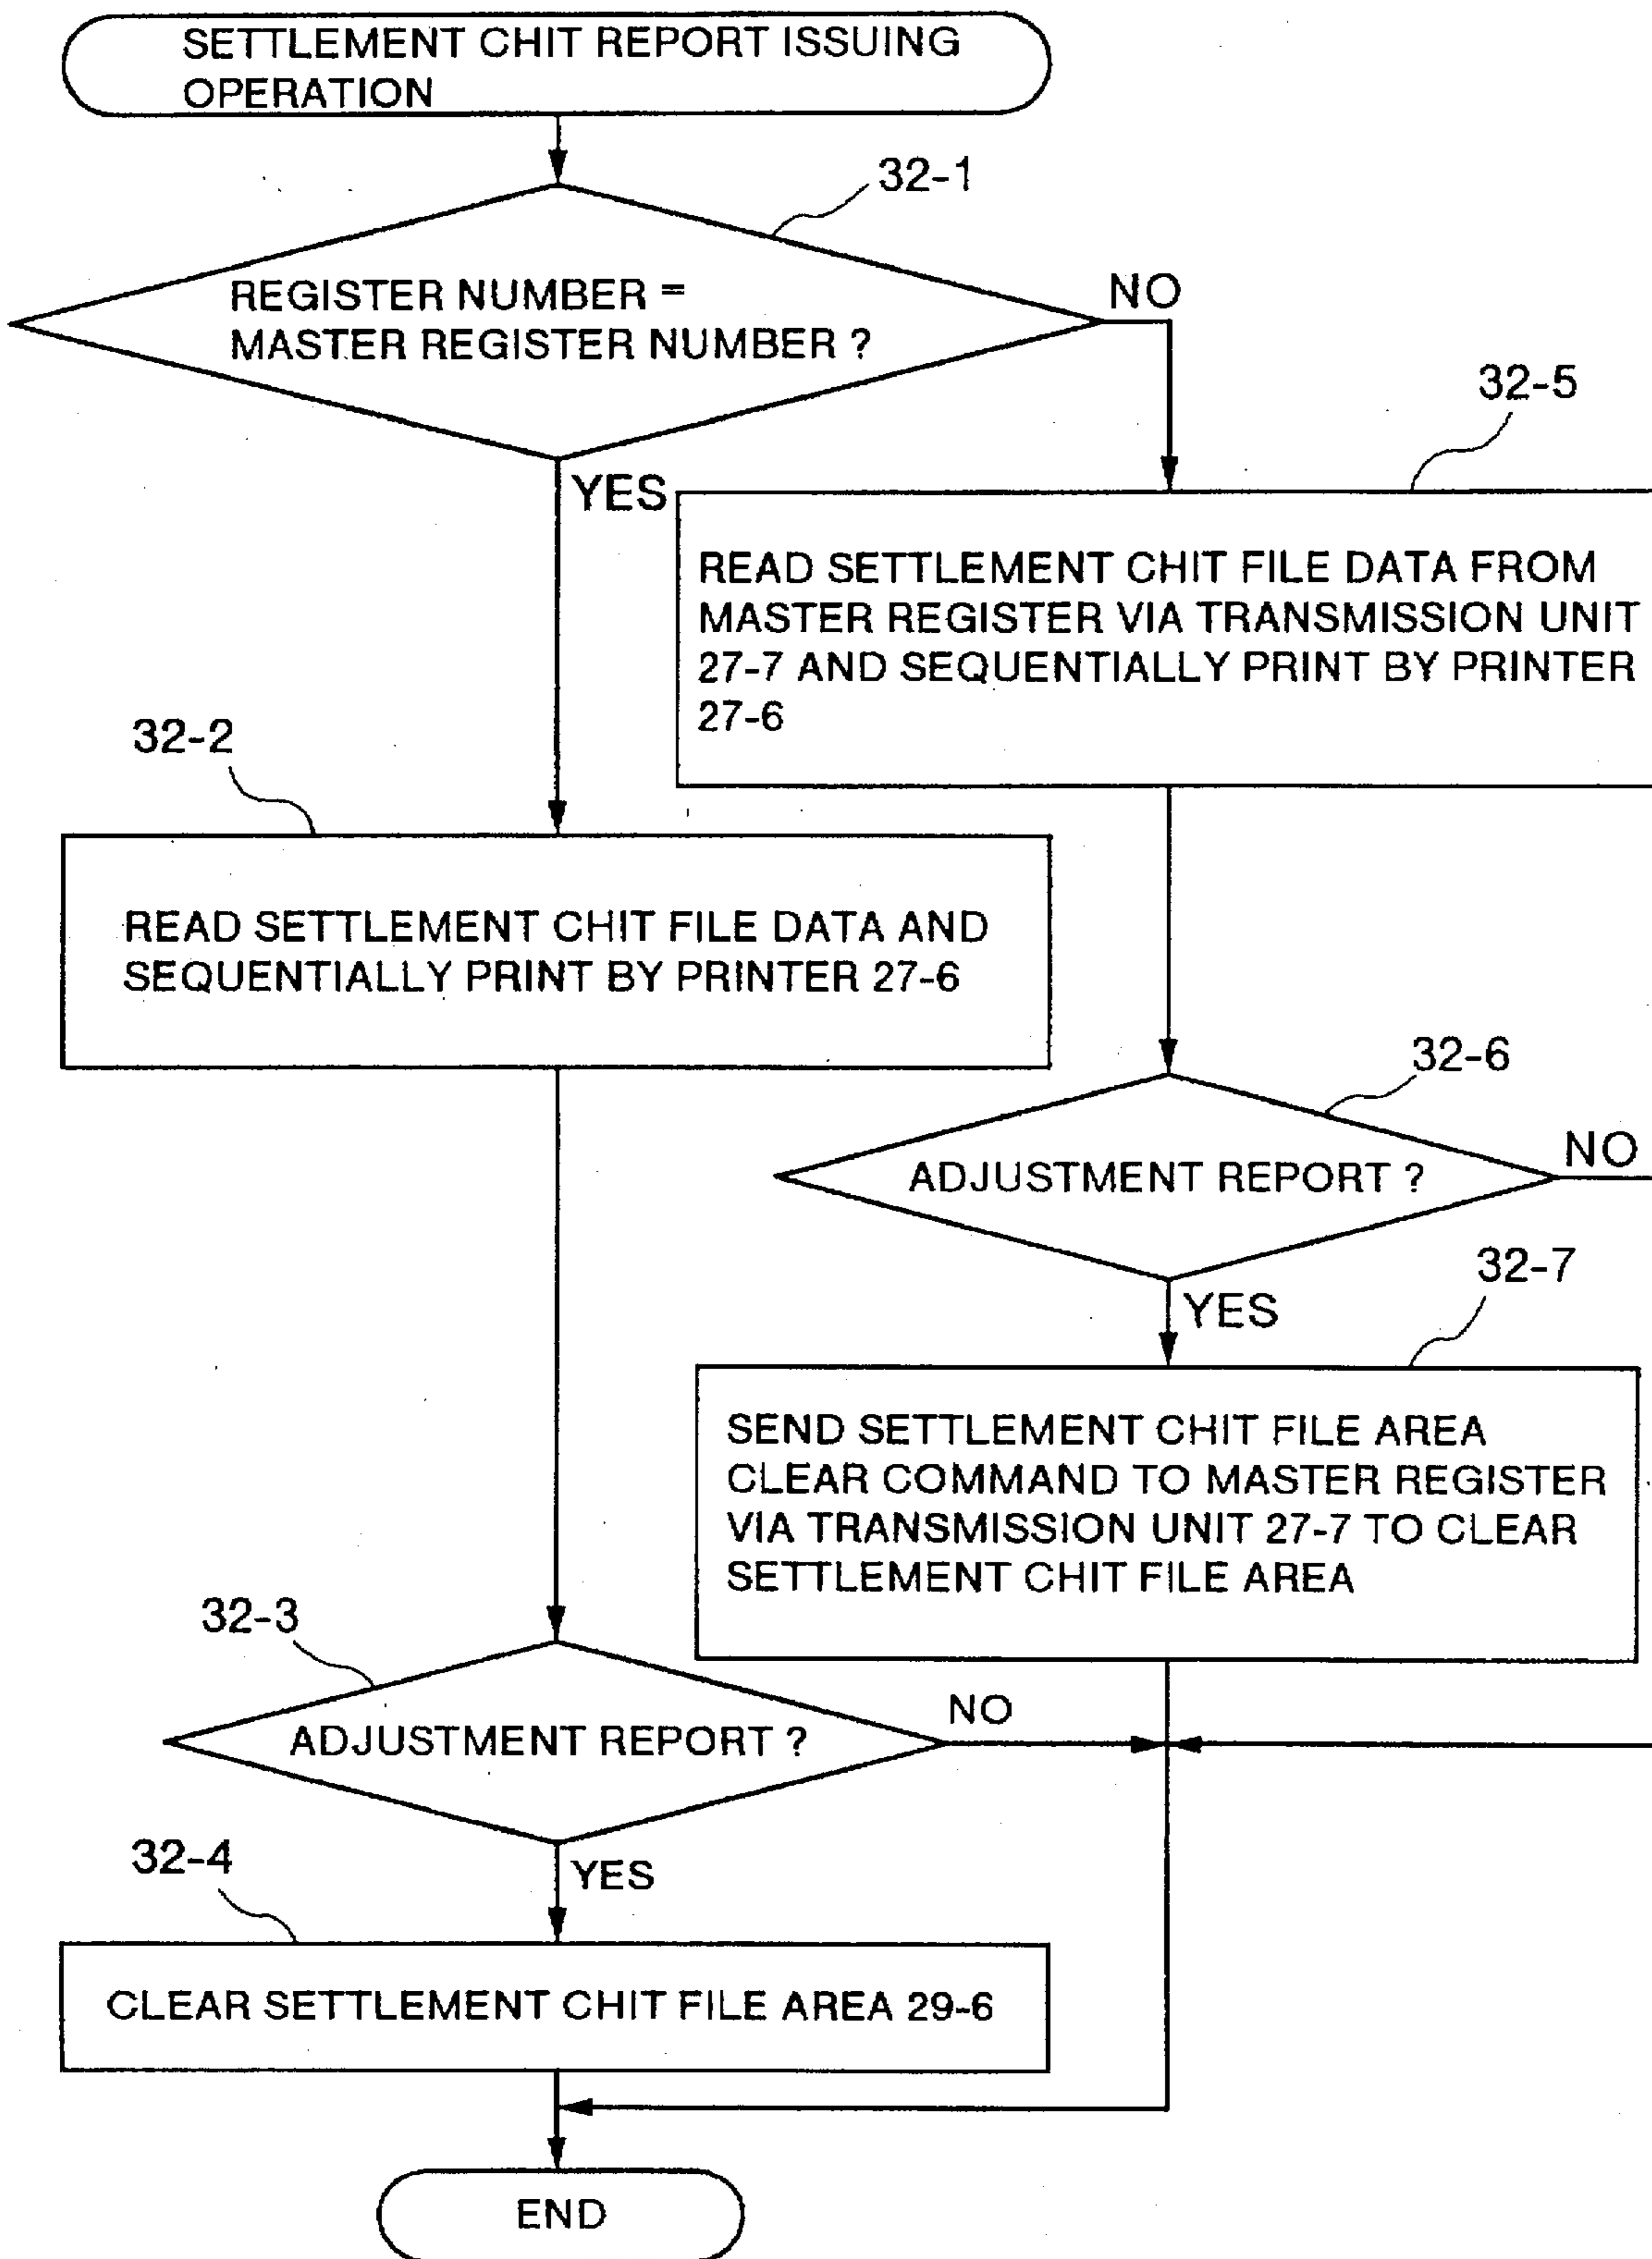 SETTLEMENT CHIT REPORT ISSUING
OPERATION
32-1
REGISTER NUMBER =
MASTER REGISTER NUMBER ?
NO
YES
32-5
READ SETTLEMENT CHIT FILE DATA FROM
MASTER REGISTER VIA TRANSMISSION UNIT
27-7 AND SEQUENTIALLY PRINT BY PRINTER
27-6
32-2
READ SETTLEMENT CHIT FILE DATA AND
SEQUENTIALLY PRINT BY PRINTER 27-6
32-6
ADJUSTMENT REPORT ?
NO
YES
32-7
SEND SETTLEMENT CHIT FILE AREA
CLEAR COMMAND TO MASTER REGISTER
VIA TRANSMISSION UNIT 27-7 TO CLEAR
SETTLEMENT CHIT FILE AREA
32-3
ADJUSTMENT REPORT ?
NO
YES
32-4
CLEAR SETTLEMENT CHIT FILE AREA 29-6
END